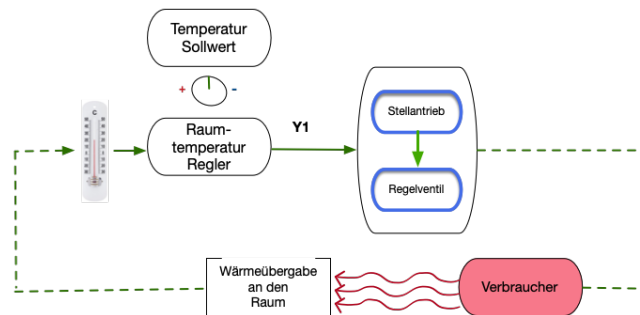 Temperatur
Sollwert
+ -
C
Raum-
temperatur
Regler
Y1
Stellantrieb
Regelventil
Wärmeübergabe
an den
Raum
Verbraucher